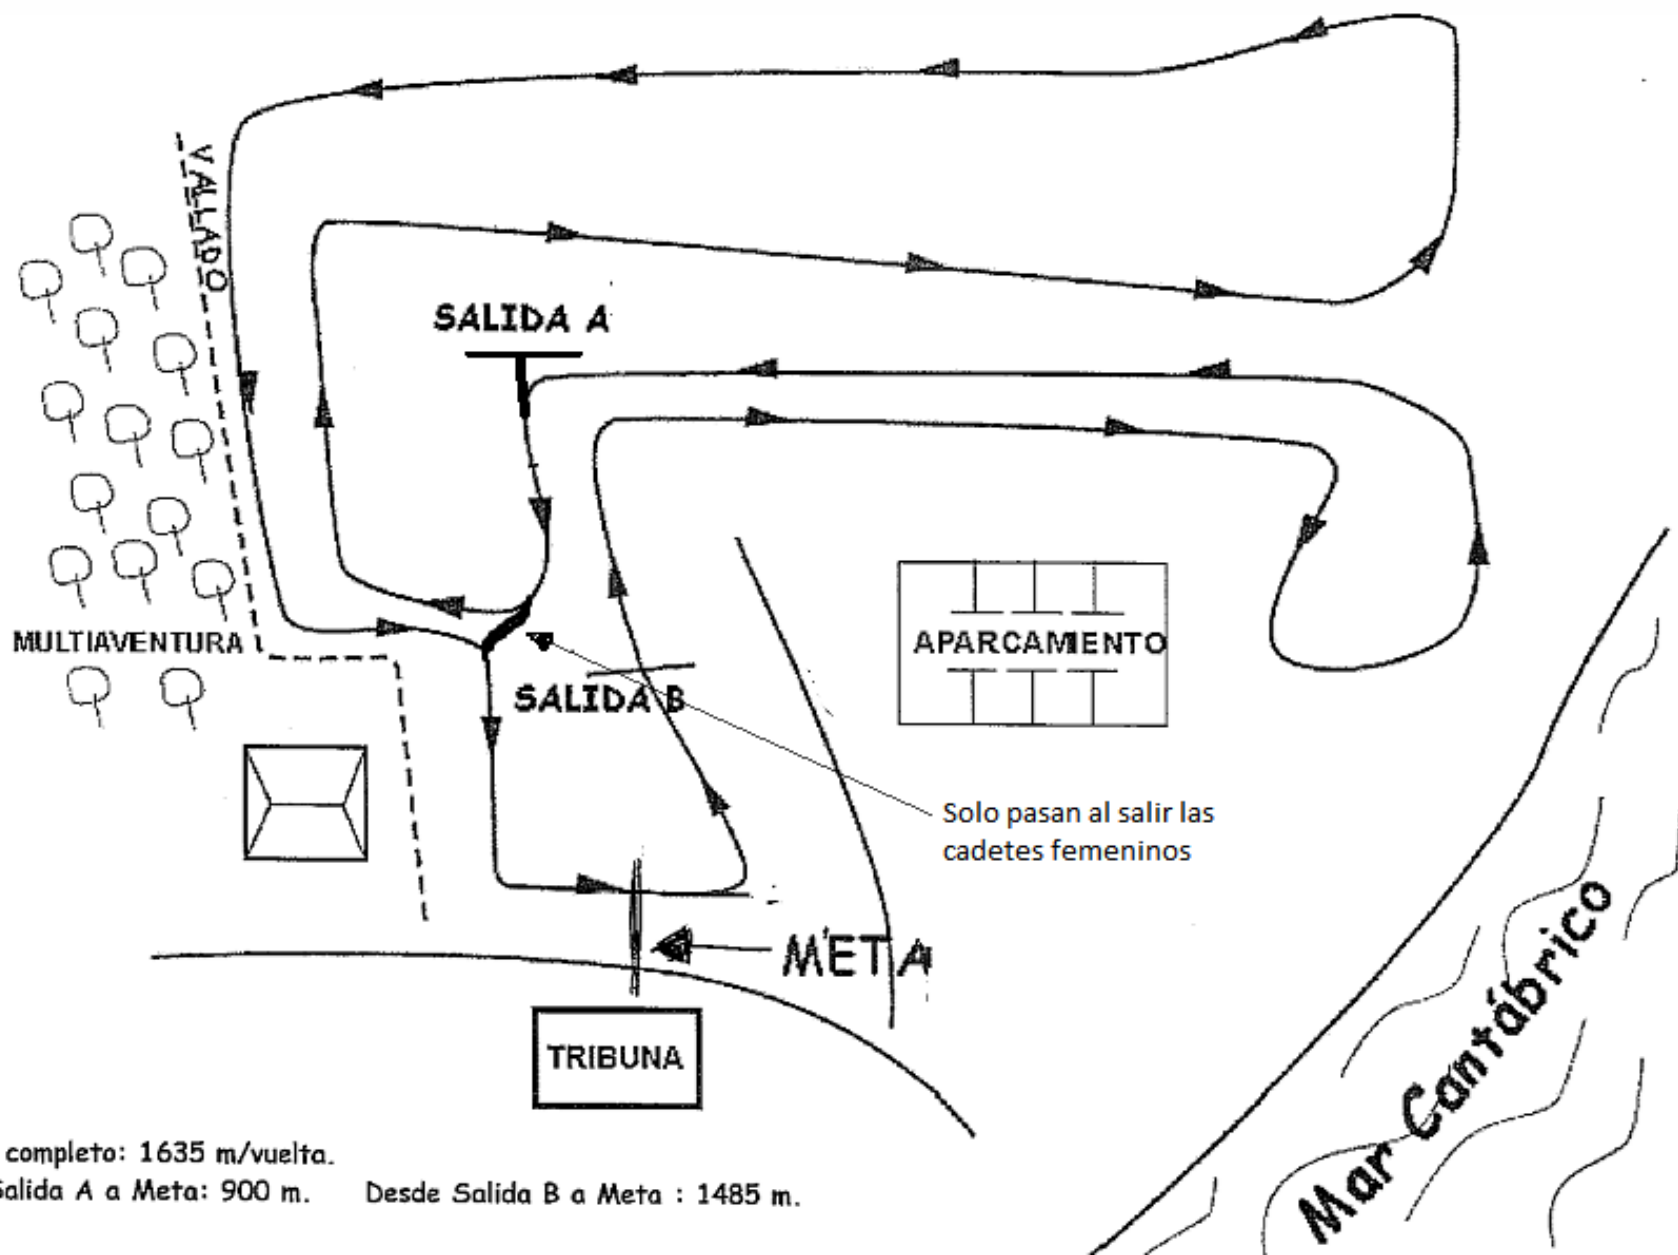 VALLADO
SALIDA A
MULTIAVENTURA
APARCAMIENTO
SALIDA B
Solo pasan al salir las
cadetes femeninos
META
TRIBUNA
Mar Cantábrico
completo: 1635 m/vuelta.
Salida A a Meta: 900 m. Desde Salida B a Meta : 1485 m.